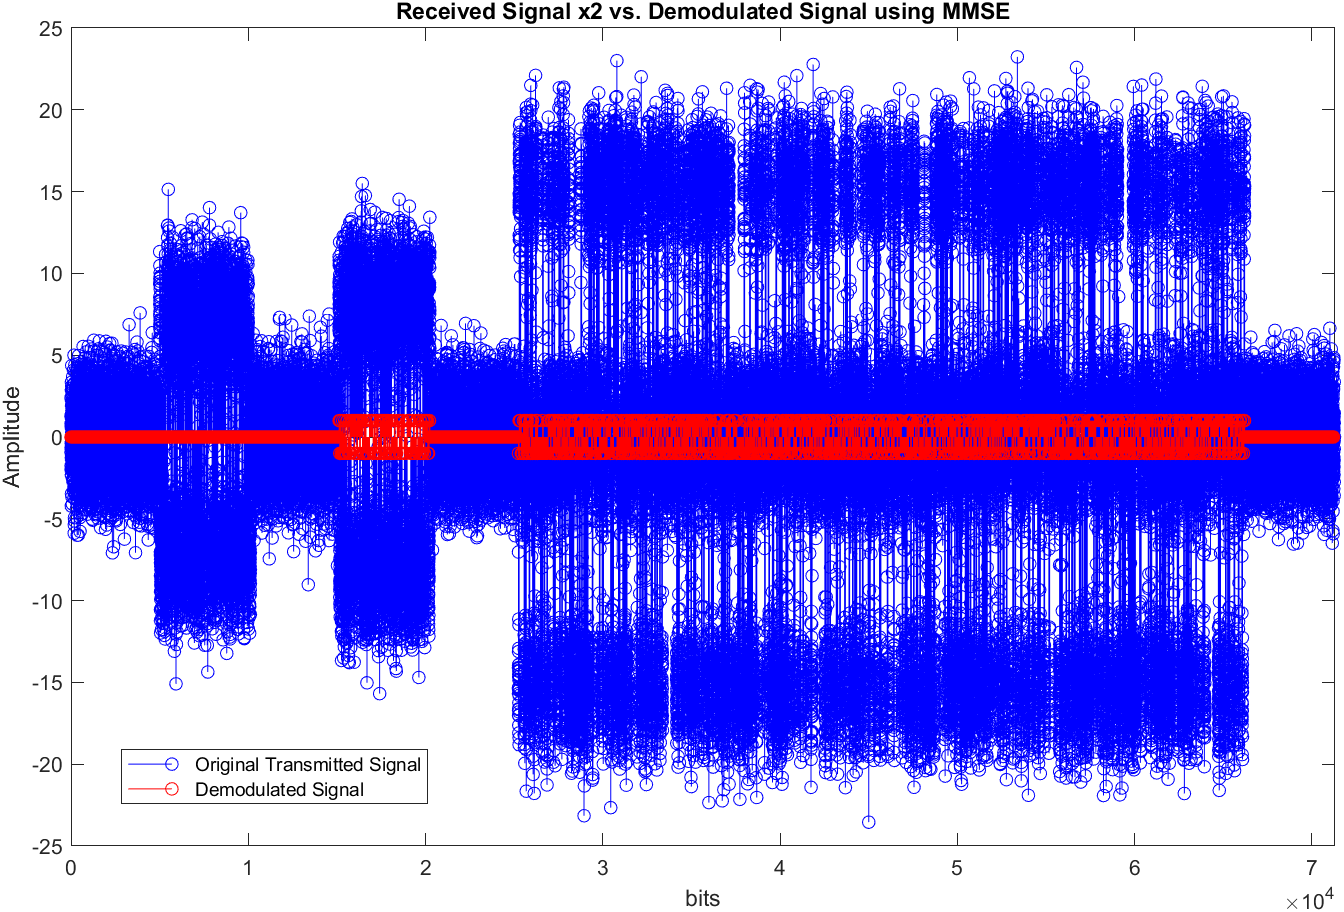 Received Signal x2 vs. Demodulated Signal using MMSE
25
20
15
10
5
0
-5
-10
-15
-20
-25
Amplitude
Original Transmitted Signal
Demodulated Signal
0 1 2 3 4 5 6 7
bits
×10^4